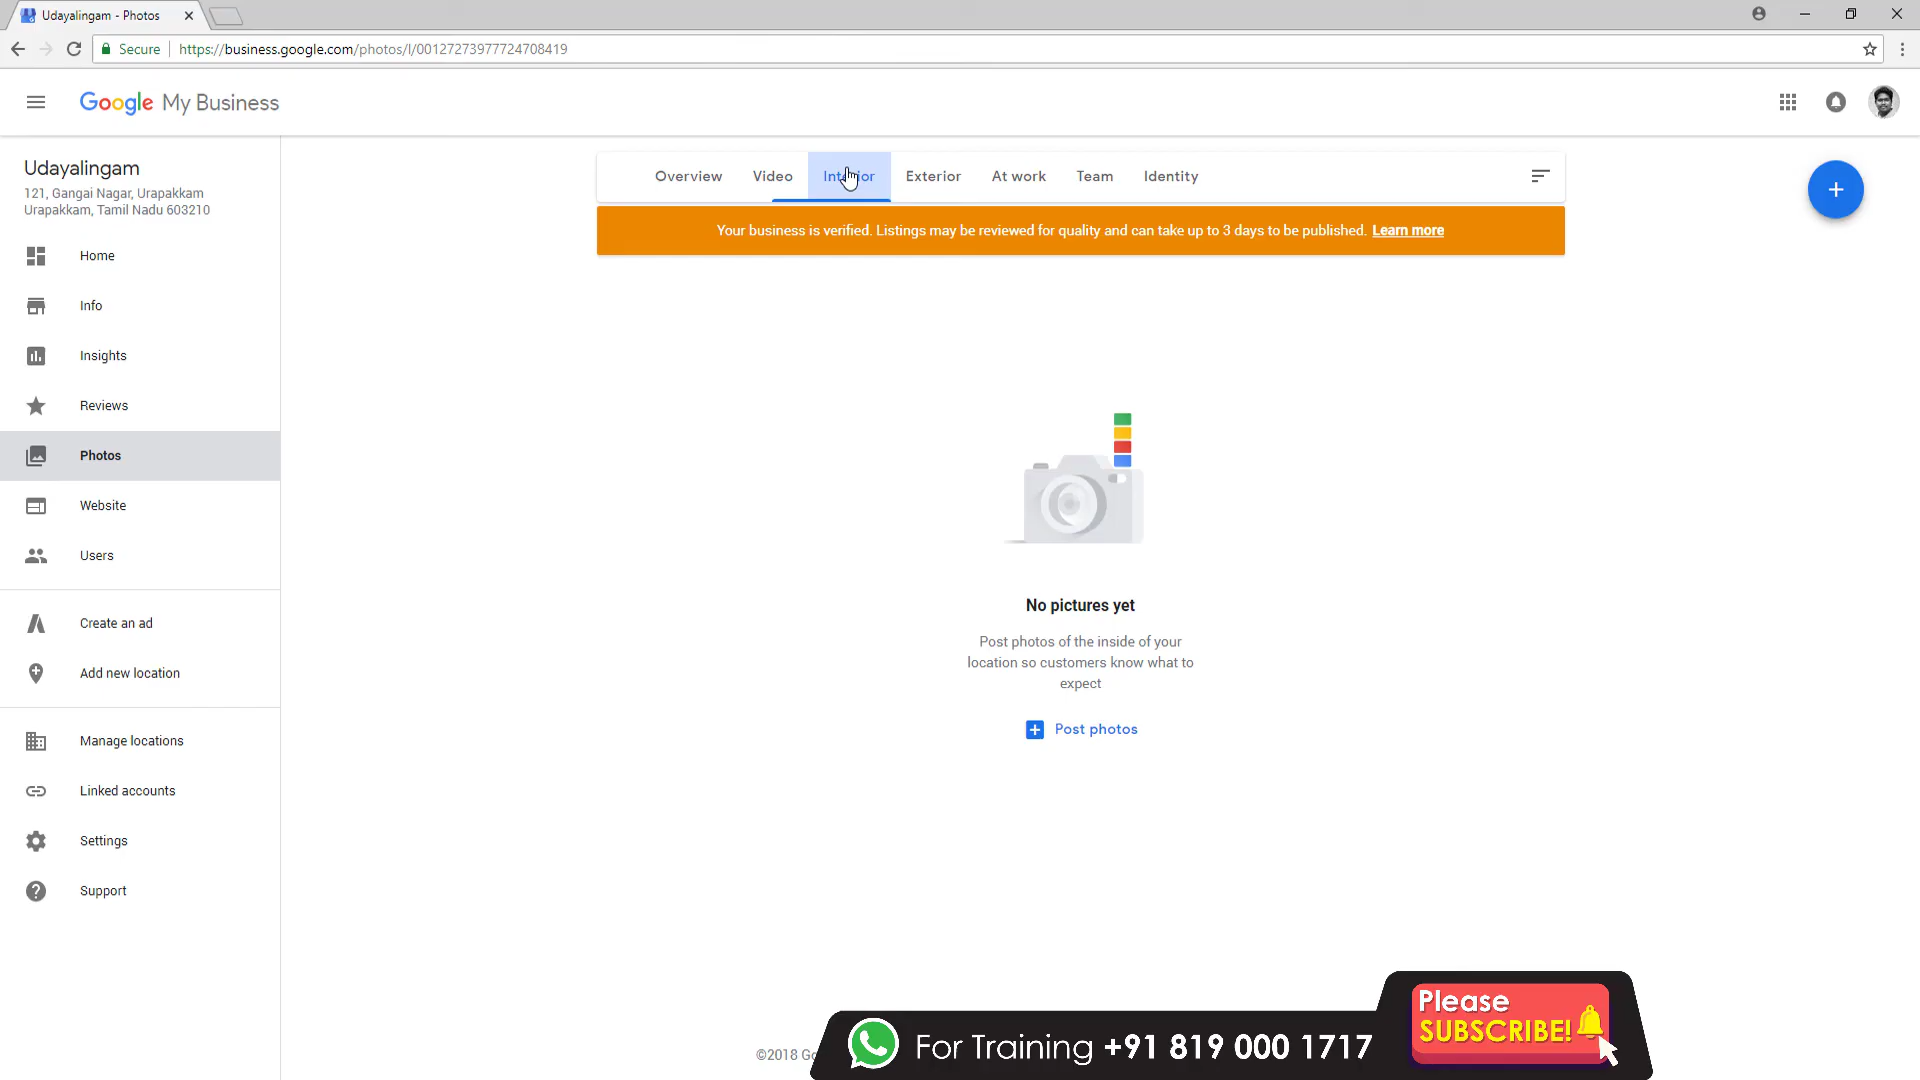 Udayalingam - Photos
Secure
https://business.google.com/photos/l/00127273977724708419
Google My Business
Udayalingam
121, Gangai Nagar, Urapakkam
Urapakkam, Tamil Nadu 603210
Home
Info
Insights
Reviews
Photos
Website
Users
Create an ad
Add new location
Manage locations
Linked accounts
Settings
Support
Overview Video Interior Exterior At work Team Identity
Your business is verified. Listings may be reviewed for quality and can take up to 3 days to be published. Learn more
No pictures yet
Post photos of the inside of your
location so customers know what to
expect
Post photos
©2018
For Training +91 819 000 1717
Please
SUBSCRIBE!